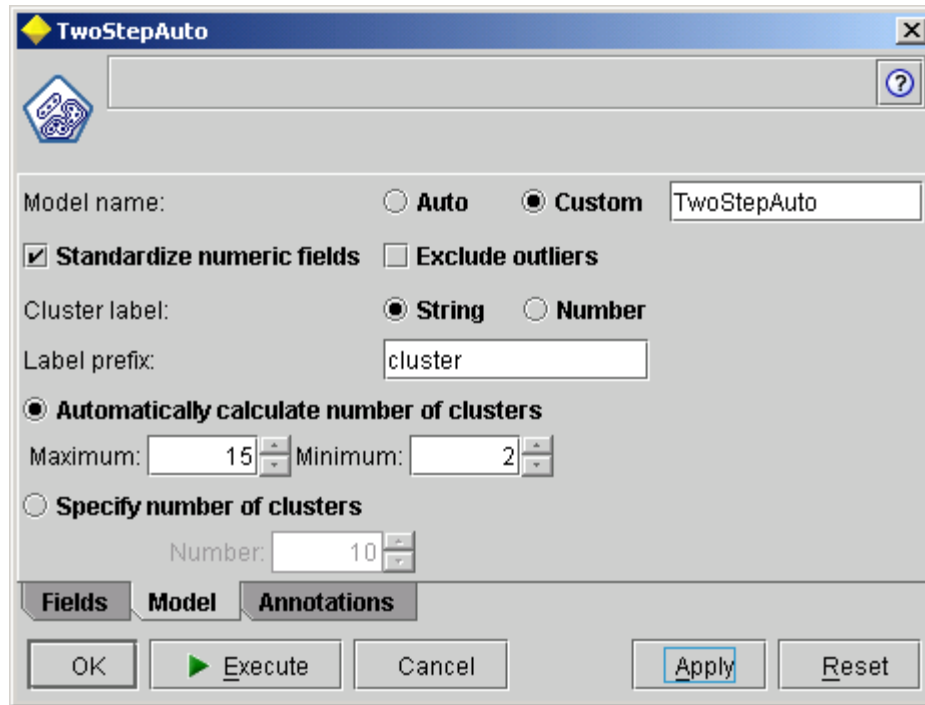 TwoStepAuto
Model name: Auto Custom TwoStepAuto
Standardize numeric fields Exclude outliers
Cluster label: String Number
Label prefix: cluster
Automatically calculate number of clusters
Maximum: 15 Minimum: 2
Specify number of clusters
Number: 10
Fields Model Annotations
OK Execute Cancel Apply Reset